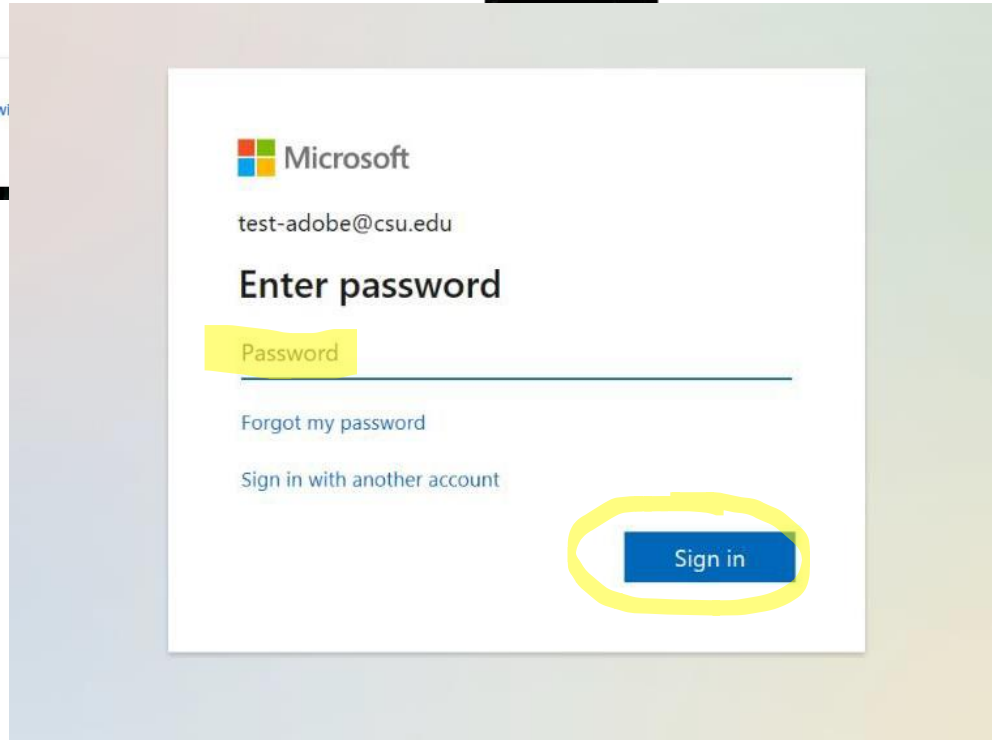 Microsoft
test-adobe@csu.edu
Enter password
Password
Forgot my password
Sign in with another account
Sign in